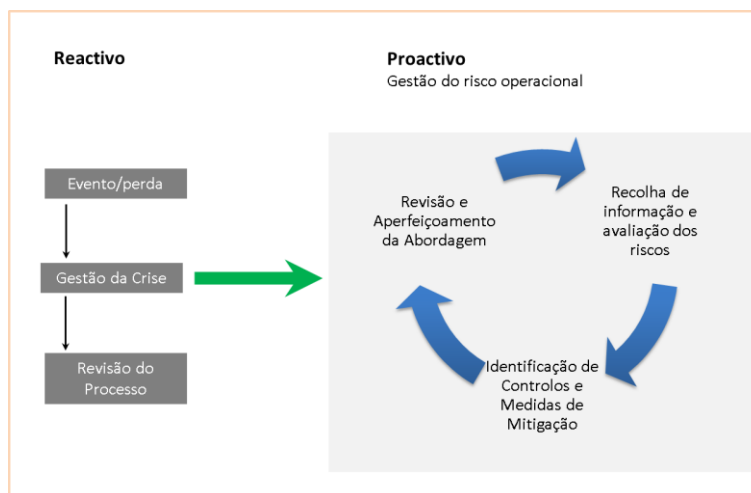 Reactivo
Evento/perda
Gestão da Crise
Revisão do
Processo
Proactivo
Gestão do risco operacional
Revisão e
Aperfeiçoamento
da Abordagem
Recolha de
informação e
avaliação dos
riscos
Identificação de
Controlos e
Medidas de
Mitigação